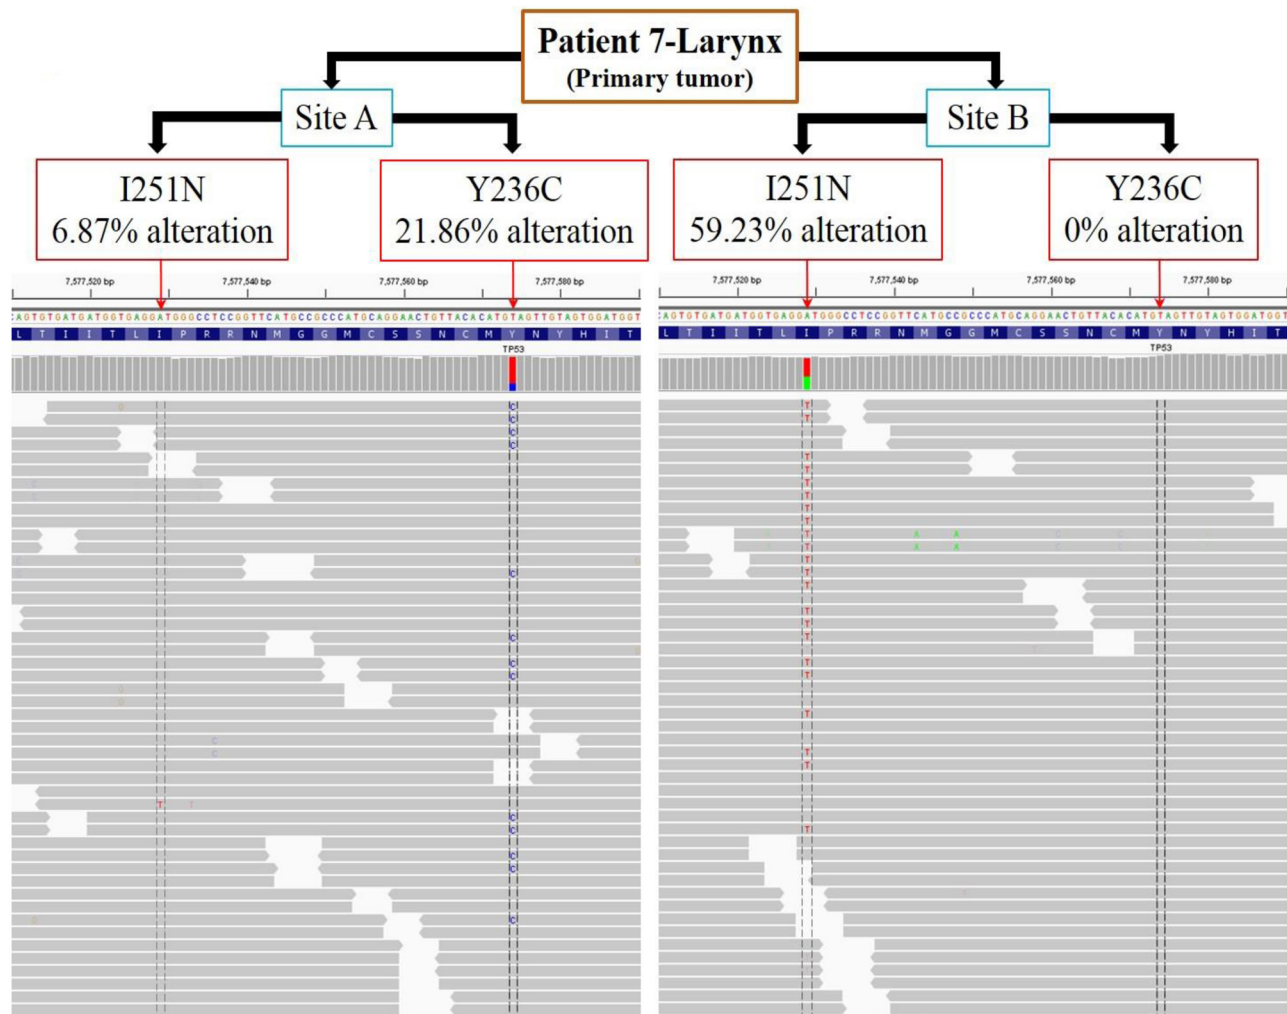 Patient 7-Larynx
(Primary tumor)
Site A
Site B
I251N
6.87% alteration
Y236C
21.86% alteration
I251N
59.23% alteration
Y236C
0% alteration
7,577,520 bp 7,577,540 bp 7,577,560 bp 7,577,580 bp
7,577,520 bp 7,577,540 bp 7,577,560 bp 7,577,580 bp
CAGTGTGATGATGGTGAGGATGGGCCTCCGGTTCATGCCGCCCATGCAGGAACTGTTACACATGTAGTTGTAGTGGATGGT
CAGTGTGATGATGGTGAGGATGGGCCTCCGGTTCATGCCGCCCATGCAGGAACTGTTACACATGTAGTTGTAGTGGATGGT
L T I I T L I P R R N M G G M C S S N C M Y N Y H I T
L T I I T L I P R R N M G G M C S S N C M Y N Y H I T
TP53
TP53
C
C
C
C
C
C
C
C
C
C
T
C
C
C
C
C
T
T
T
T
T
T
T
T
A A T
A A T
T
T
T
T
T
T
T
T
T
T
T
T